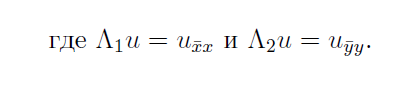 где Λ₁u = u_{x̄x} и Λ₂u = u_{ȳy}.